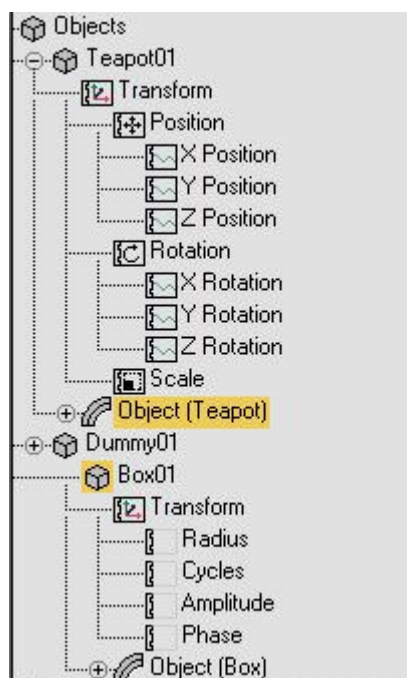 Objects
Teapot01
Transform
Position
X Position
Y Position
Z Position
Rotation
X Rotation
Y Rotation
Z Rotation
Scale
Object (Teapot)
Dummy01
Box01
Transform
Radius
Cycles
Amplitude
Phase
Object (Box)